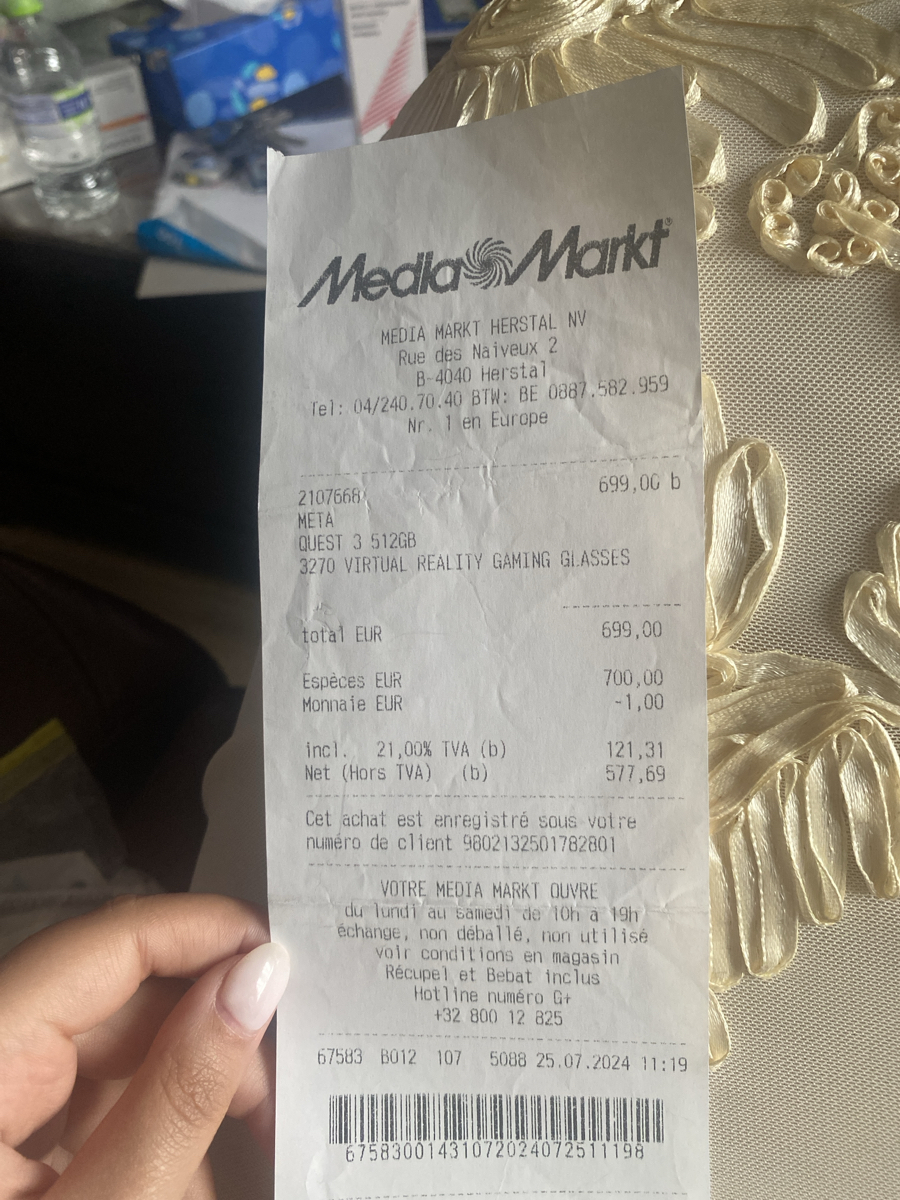 Media Markt
MEDIA MARKT HERSTAL NV
Rue des Naiveux 2
B-4040 Herstal
Tel: 04/240.70.40 BTW: BE 0887.582.959
Nr. 1 en Europe
2107668 699,00 b
META
QUEST 3 512GB
3270 VIRTUAL REALITY GAMING GLASSES
total EUR 699,00
Espèces EUR 700,00
Monnaie EUR -1,00
incl. 21,00% TVA (b) 121,31
Net (Hors TVA) (b) 577,69
Cet achat est enregistré sous votre
numéro de client 9802132501782801
VOTRE MEDIA MARKT OUVRE
du lundi au samedi de 10h à 19h
échange, non déballé, non utilisé
voir conditions en magasin
Récupel et Bebat inclus
Hotline numéro G+
+32 800 12 825
67583 B012 107 5088 25.07.2024 11:19
6758300143107202407251119​8